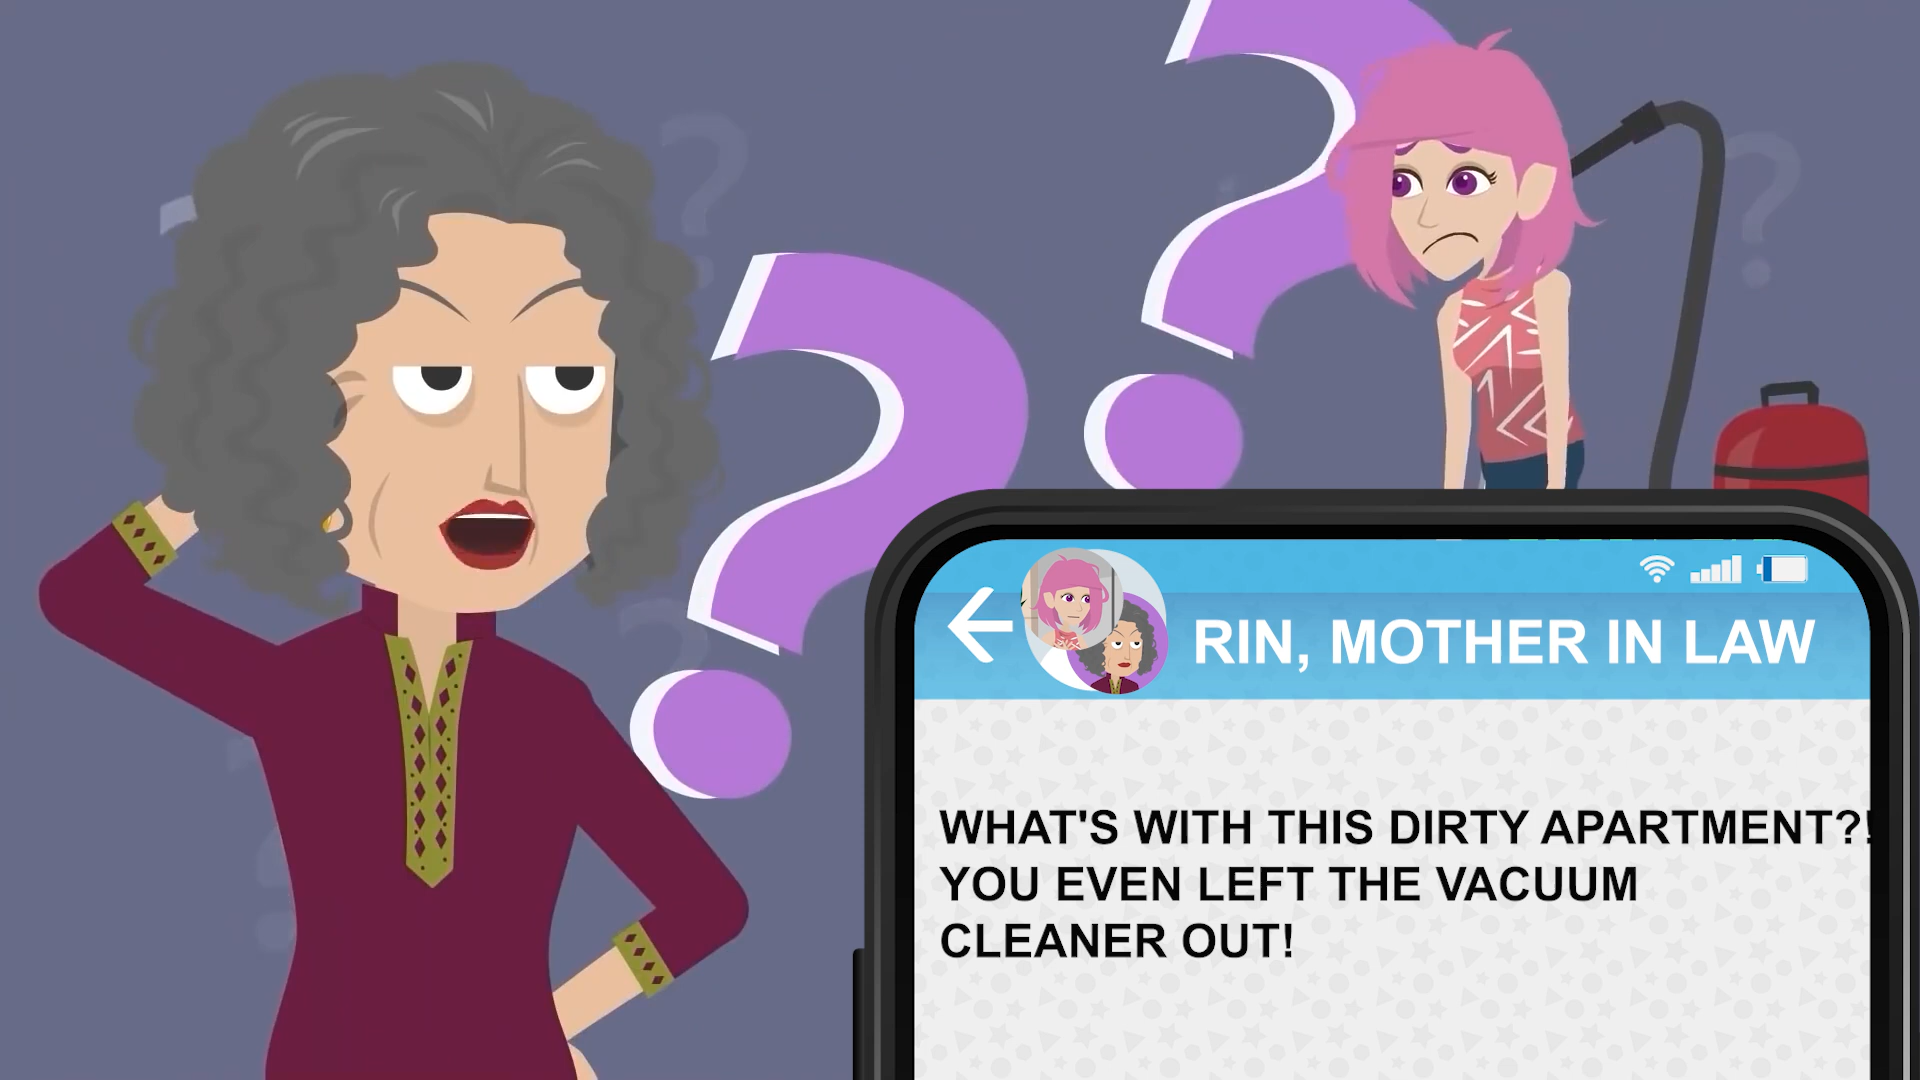 RIN, MOTHER IN LAW
WHAT'S WITH THIS DIRTY APARTMENT?!
YOU EVEN LEFT THE VACUUM
CLEANER OUT!